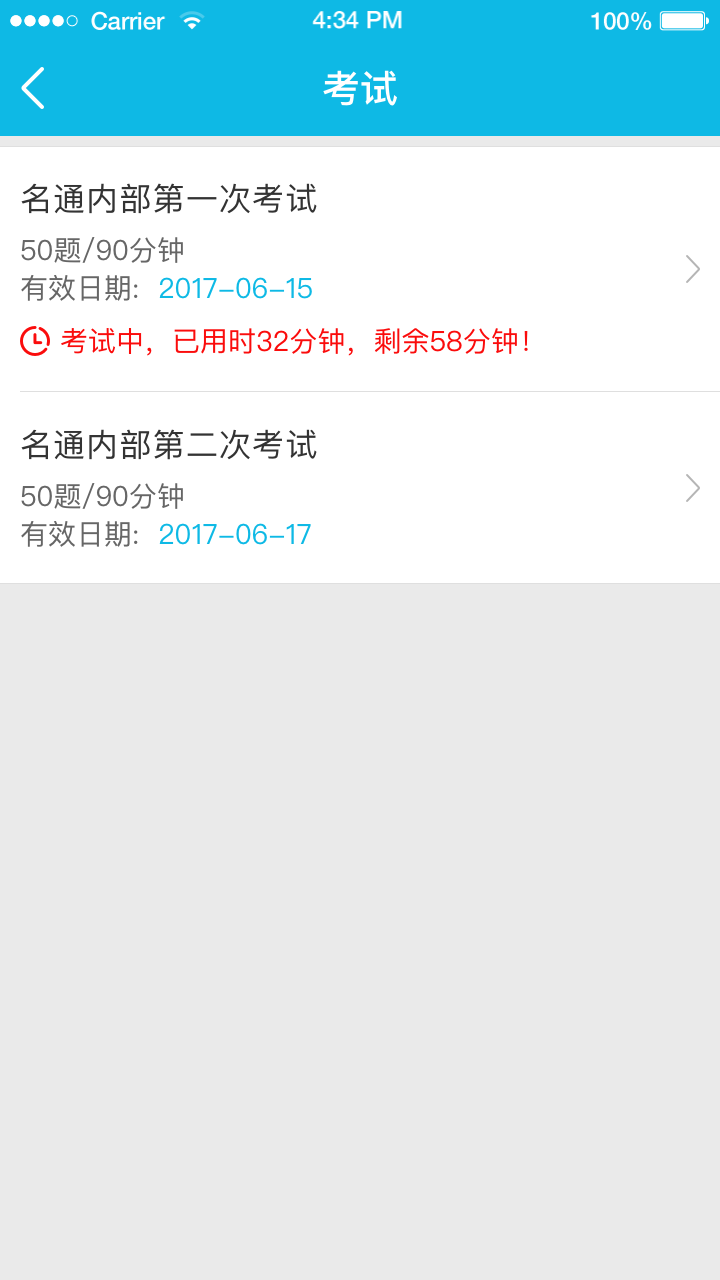 Carrier 4:34 PM 100%
考试
名通内部第一次考试
50题/90分钟
有效日期: 2017-06-15
考试中，已用时32分钟，剩余58分钟！
名通内部第二次考试
50题/90分钟
有效日期: 2017-06-17